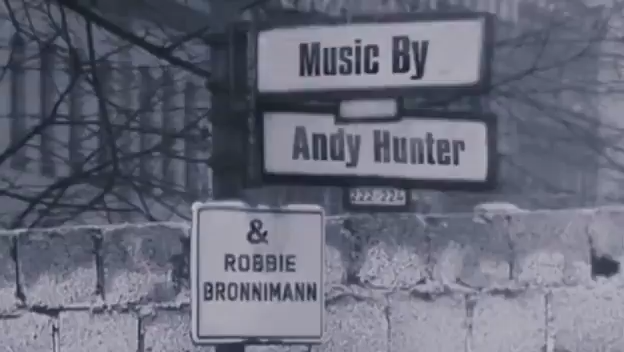 Music By
Andy Hunter
222-224
&
ROBBIE
BRONNIMANN